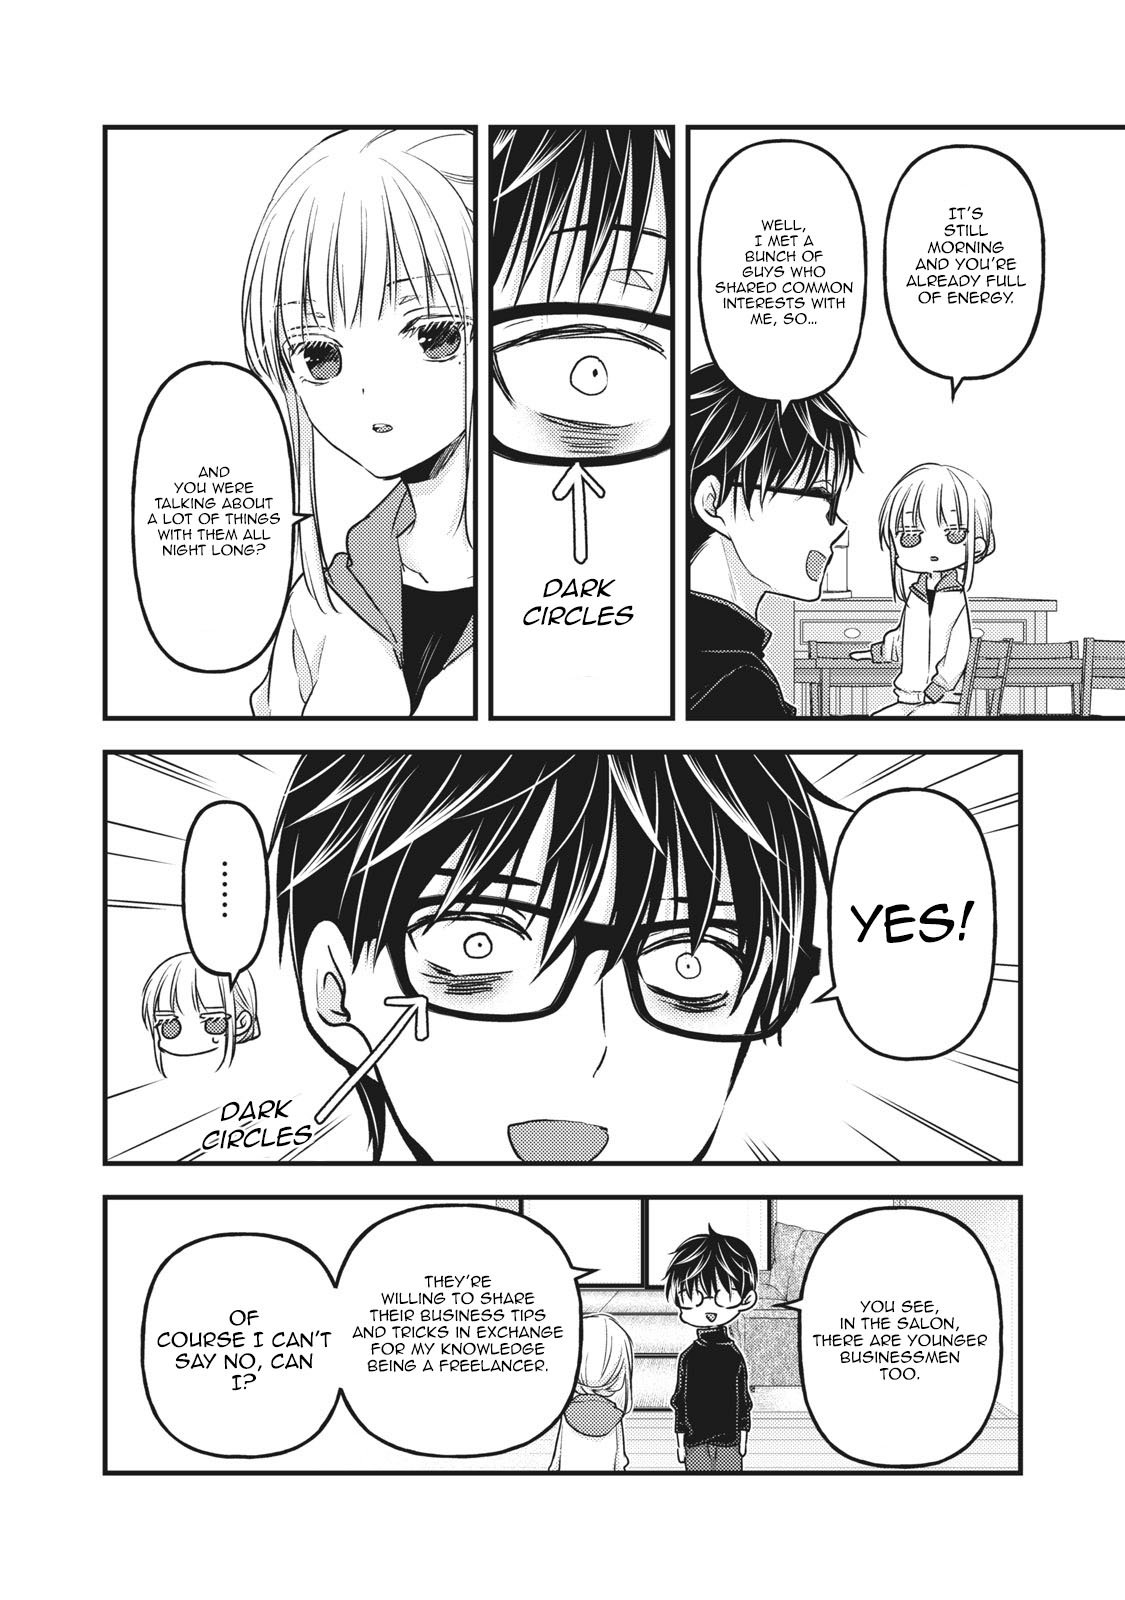 IT'S
STILL
MORNING
AND YOU'RE
ALREADY FULL
OF ENERGY.
WELL,
I MET A
BUNCH OF
GUYS WHO
SHARED COMMON
INTERESTS WITH
ME, SO...
DARK
CIRCLES
AND
YOU WERE
TALKING ABOUT
A LOT OF THINGS
WITH THEM ALL
NIGHT LONG?
YES!
DARK
CIRCLES
.......
YOU SEE,
IN THE SALON,
THERE ARE YOUNGER
BUSINESSMEN
TOO.
THEY'RE
WILLING TO SHARE
THEIR BUSINESS TIPS
AND TRICKS IN EXCHANGE
FOR MY KNOWLEDGE
BEING A FREELANCER.
OF
COURSE I CAN'T
SAY NO, CAN
I?